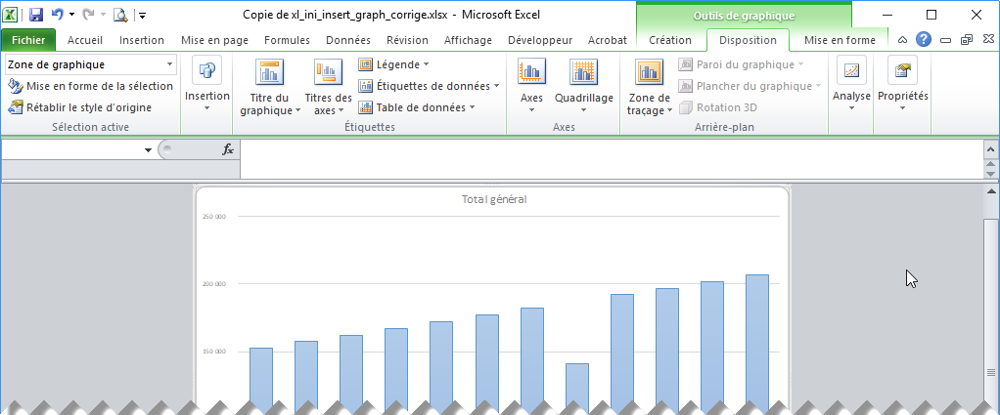 Copie de xl_ini_insert_graph_corrige.xlsx - Microsoft Excel
Outils de graphique
Fichier Accueil Insertion Mise en page Formules Données Révision Affichage Développeur Acrobat Création Disposition Mise en forme
Zone de graphique
Mise en forme de la sélection
Rétablir le style d'origine
Sélection active
Insertion
Titre du
graphique
Titres des
axes
Légende
Étiquettes de données
Table de données
Étiquettes
Axes
Quadrillage
Axes
Zone de
traçage
Paroi du graphique
Plancher du graphique
Rotation 3D
Arrière-plan
Analyse
Propriétés
fx
Total général
250 000
200 000
150 000